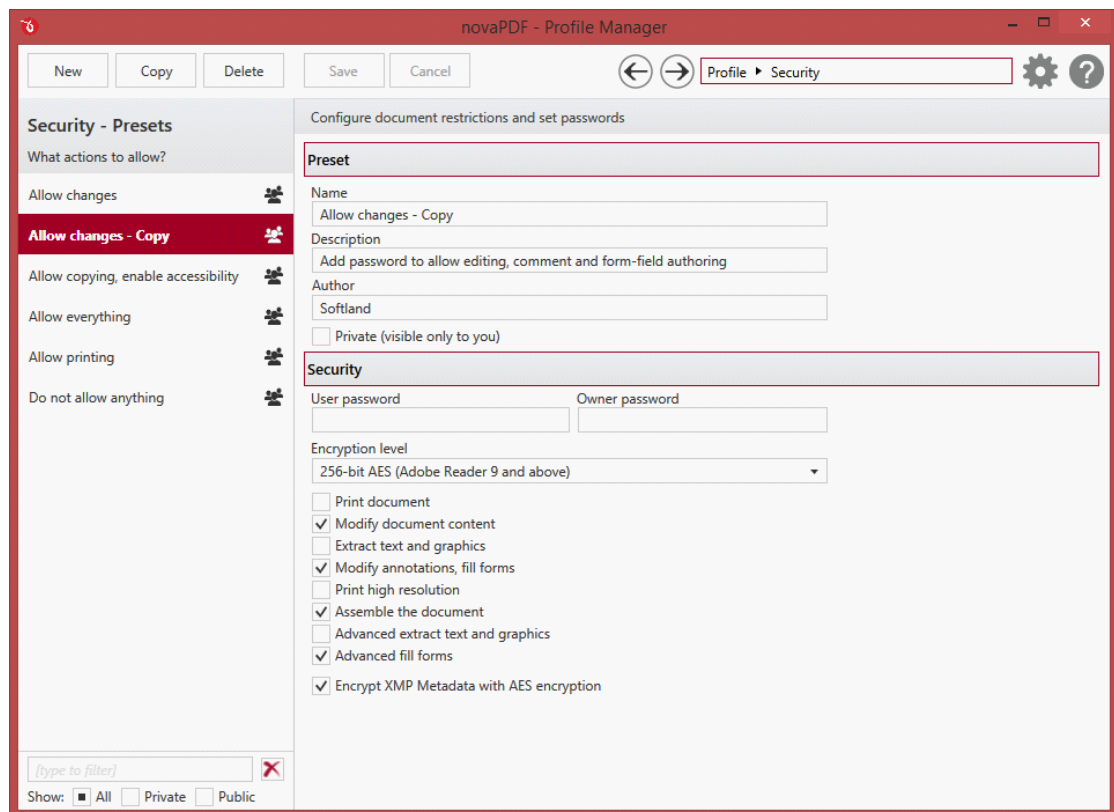 novaPDF - Profile Manager
New Copy Delete Save Cancel Profile Security
Security - Presets
What actions to allow?
Allow changes
Allow changes - Copy
Allow copying, enable accessibility
Allow everything
Allow printing
Do not allow anything
[type to filter]
Show: All Private Public
Configure document restrictions and set passwords
Preset
Name
Allow changes - Copy
Description
Add password to allow editing, comment and form-field authoring
Author
Softland
Private (visible only to you)
Security
User password Owner password
Encryption level
256-bit AES (Adobe Reader 9 and above)
Print document
Modify document content
Extract text and graphics
Modify annotations, fill forms
Print high resolution
Assemble the document
Advanced extract text and graphics
Advanced fill forms
Encrypt XMP Metadata with AES encryption